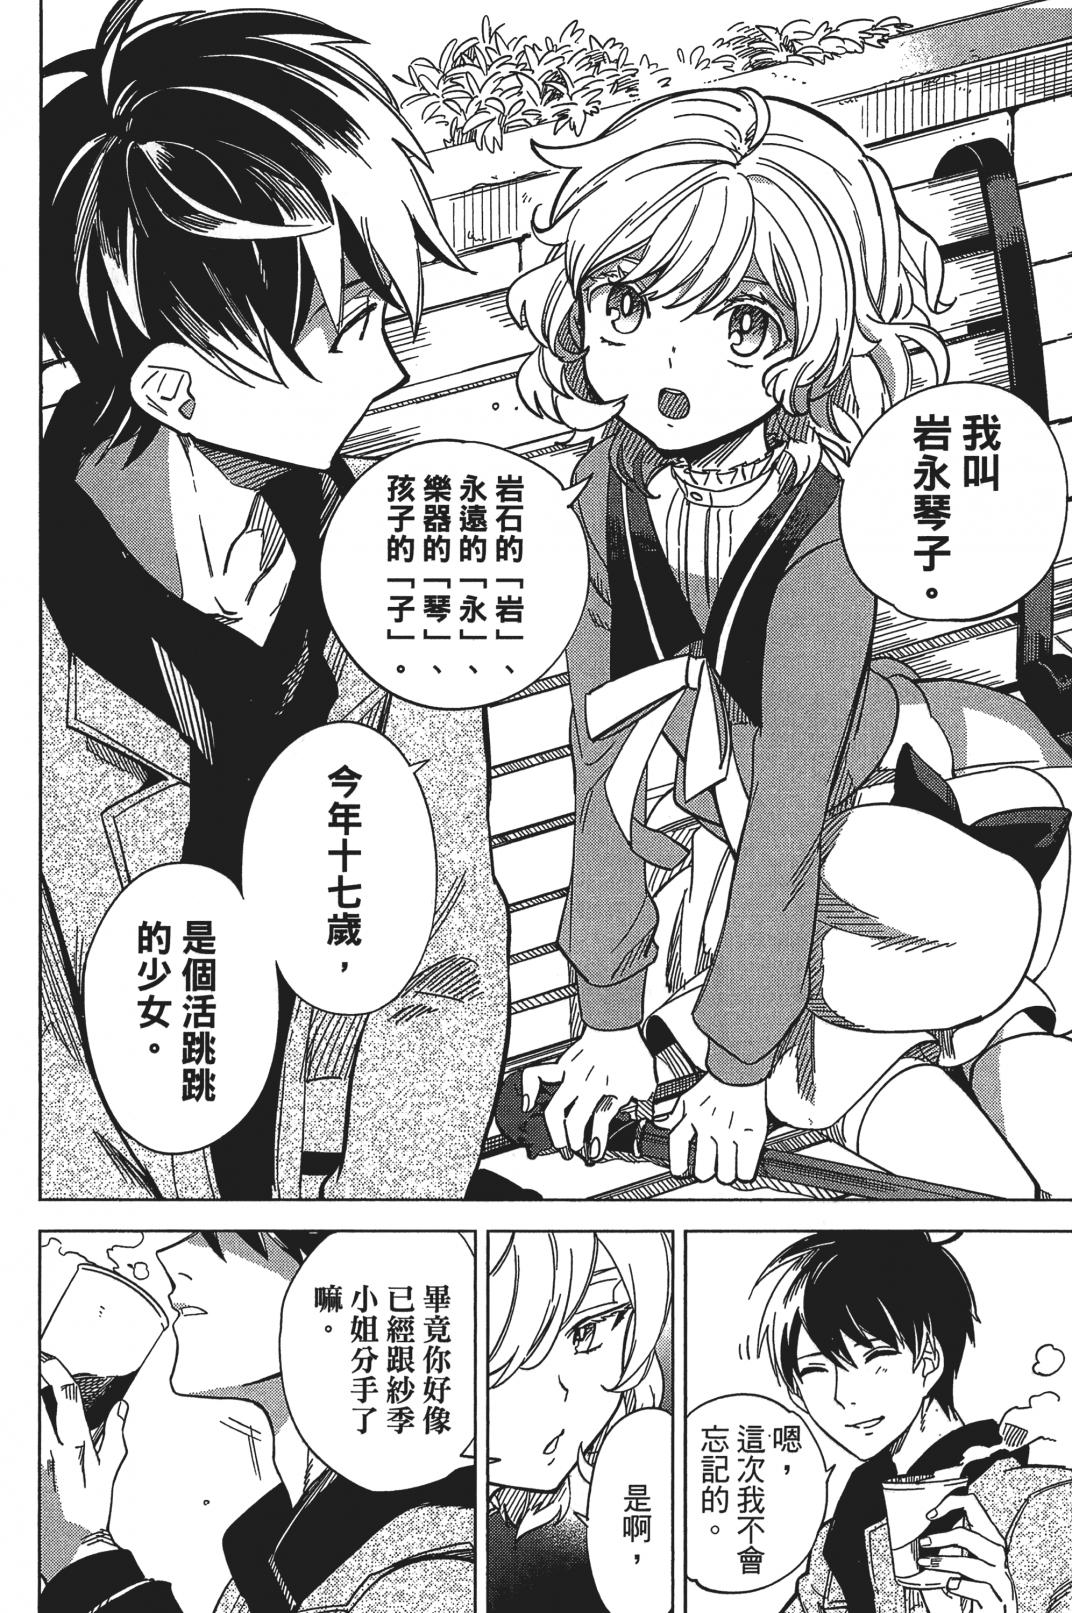 我叫
岩永琴子。
岩石的「岩」、
永遠的「永」、
樂器的「琴」、
孩子的「子」。
今年十七歲，
是個活跳跳
的少女。
嗯，
這次我不會
忘記的。
是啊，
畢竟你好像
已經跟紗季
小姐分手了
嘛。